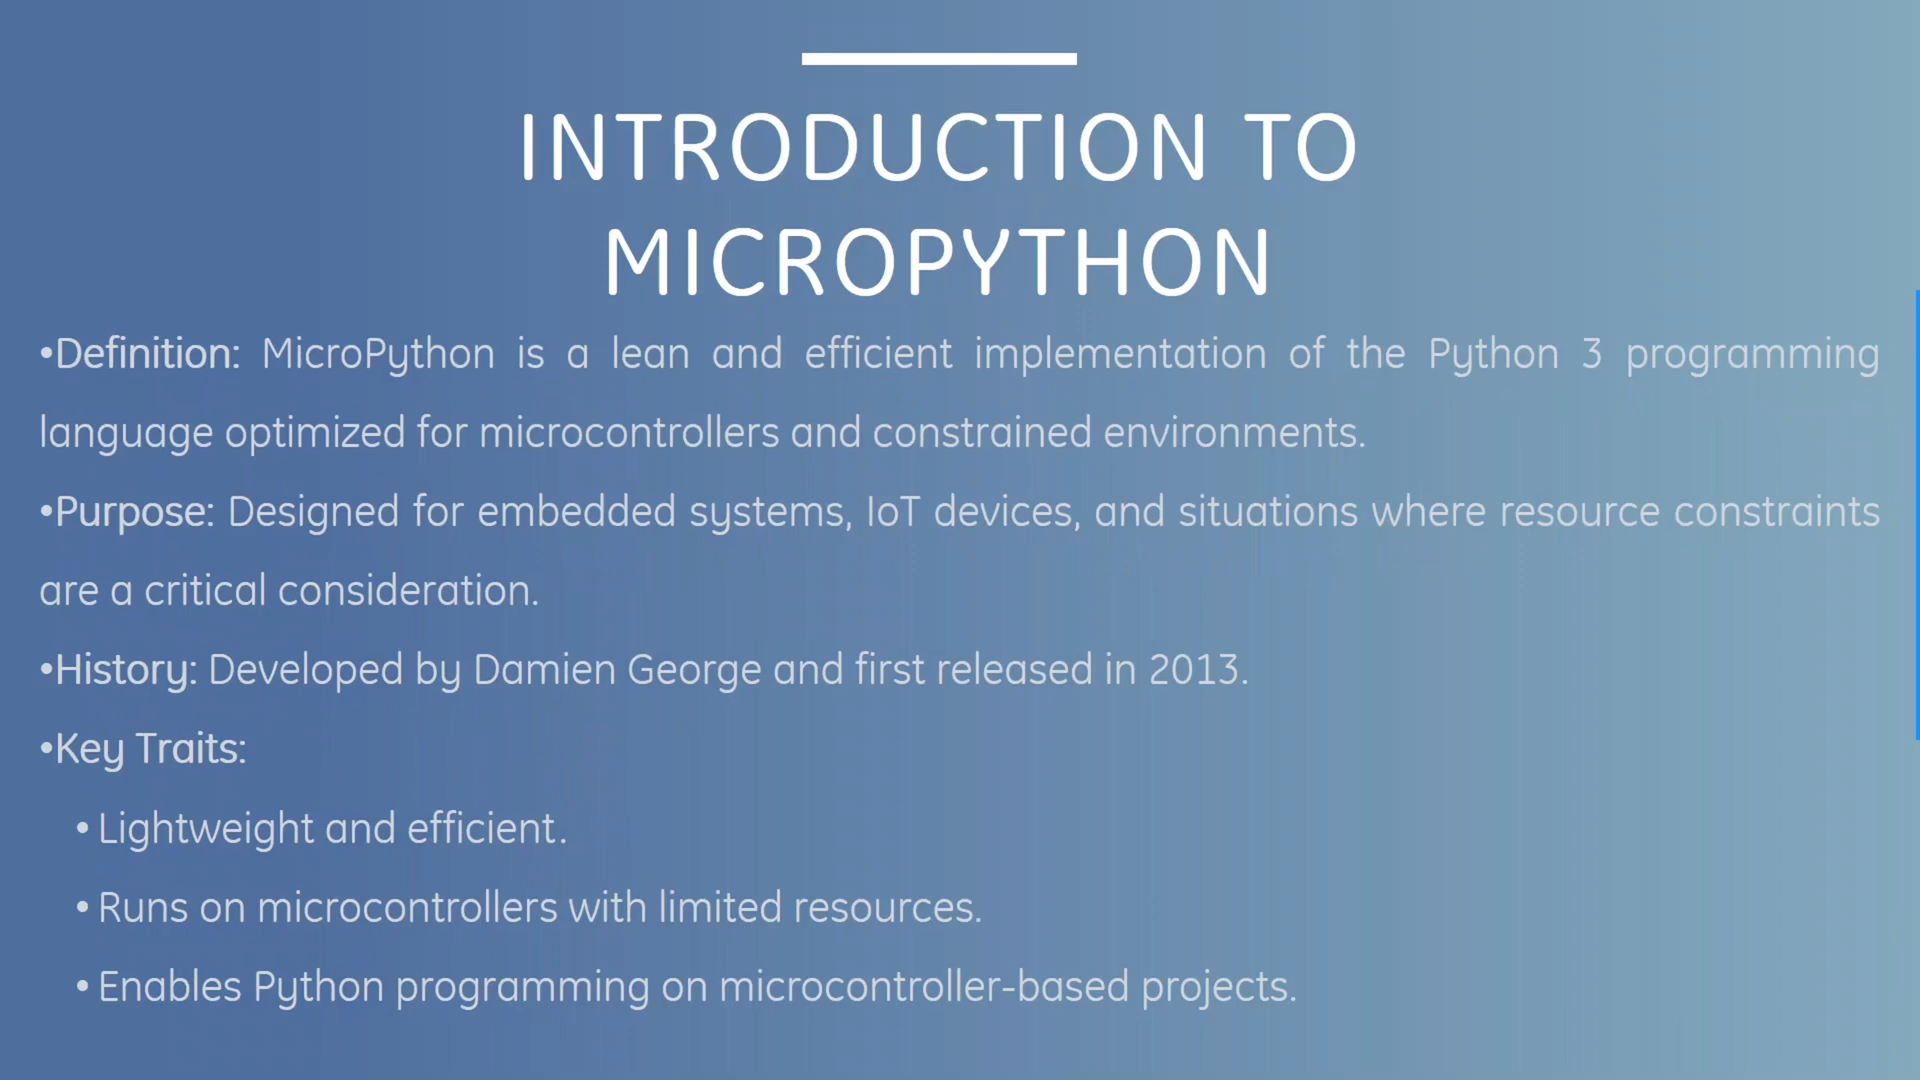 INTRODUCTION TO
MICROPYTHON
•Definition: MicroPython is a lean and efficient implementation of the Python 3 programming
language optimized for microcontrollers and constrained environments.
•Purpose: Designed for embedded systems, IoT devices, and situations where resource constraints
are a critical consideration.
•History: Developed by Damien George and first released in 2013.
•Key Traits:
• Lightweight and efficient.
• Runs on microcontrollers with limited resources.
• Enables Python programming on microcontroller-based projects.